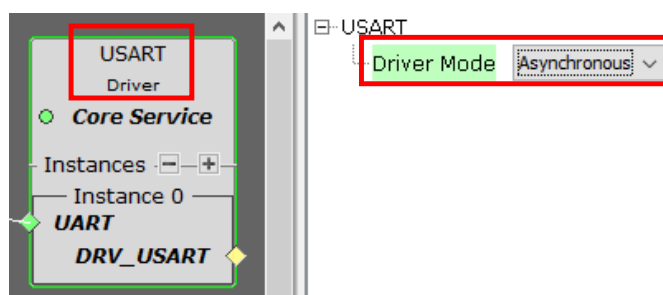 USART
Driver
Core Service
Instances
Instance 0
UART
DRV_USART
USART
Driver Mode Asynchronous